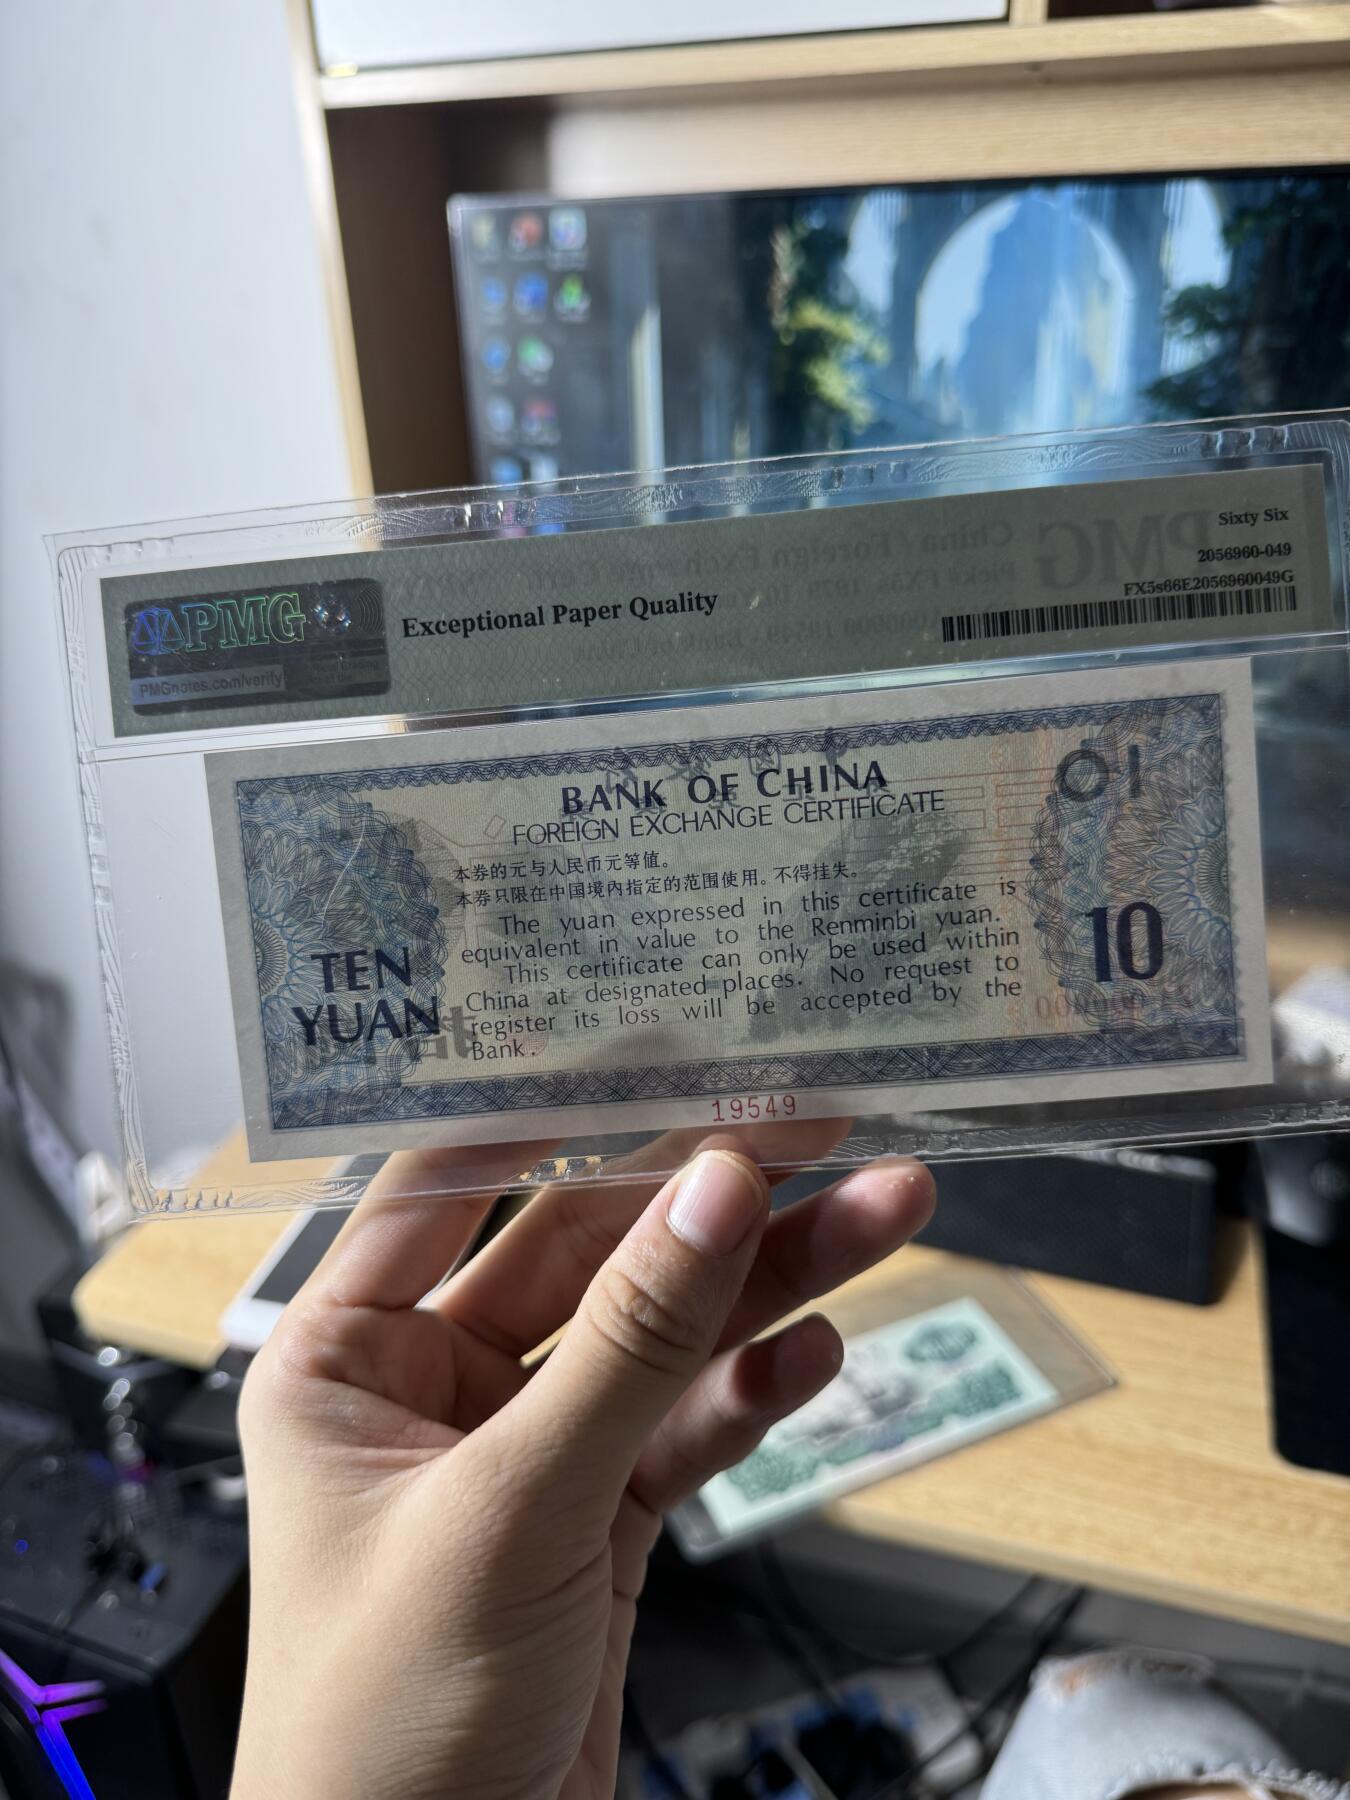 PMG
PMGnotes.com/verify
Exceptional Paper Quality
Sixty Six
2056960-049
FX5s66E2056960049G
BANK OF CHINA
FOREIGN EXCHANGE CERTIFICATE
本券的元与人民币元等值。
本券只限在中国境内指定的范围使用。不得挂失。
The yuan expressed in this certificate is
equivalent in value to the Renminbi yuan.
This certificate can only be used within
China at designated places. No request to
register its loss will be accepted by the
Bank.
TEN
YUAN
10
19549